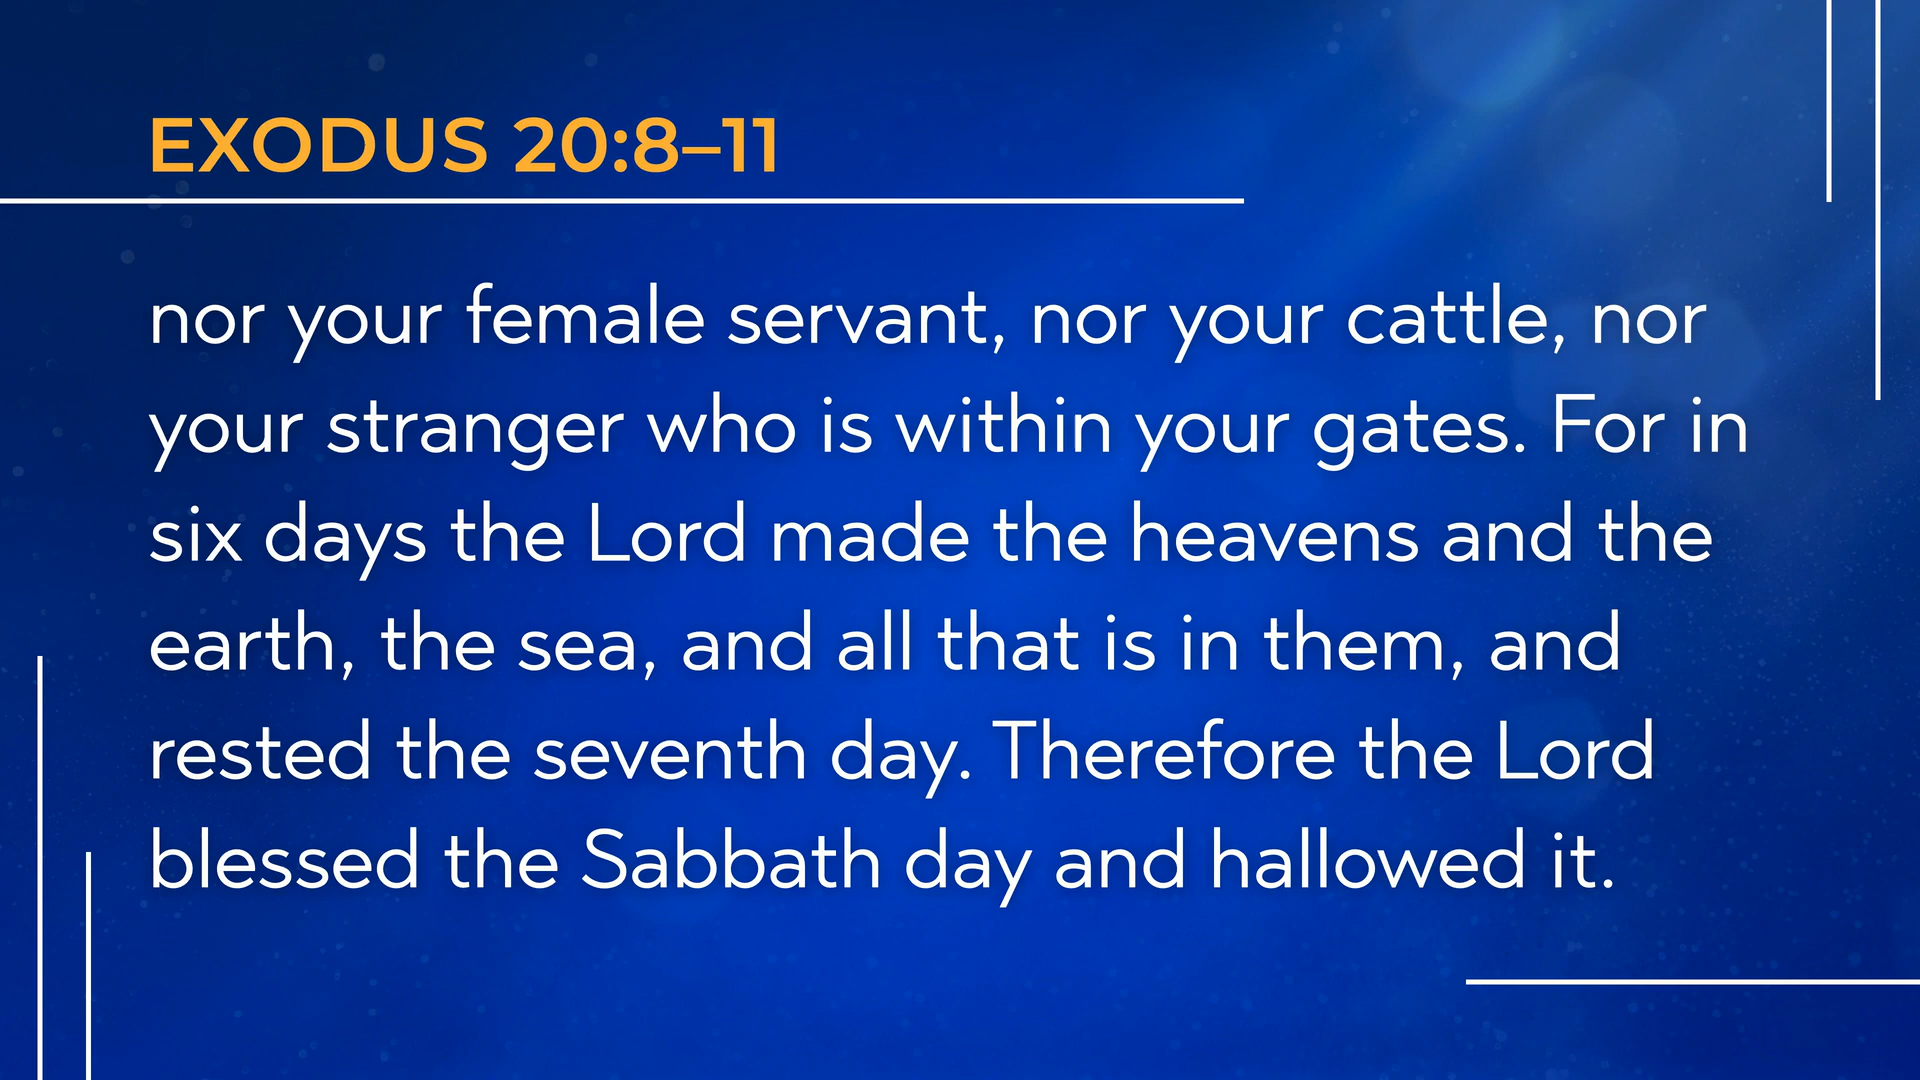 EXODUS 20:8–11
nor your female servant, nor your cattle, nor
your stranger who is within your gates. For in
six days the Lord made the heavens and the
earth, the sea, and all that is in them, and
rested the seventh day. Therefore the Lord
blessed the Sabbath day and hallowed it.